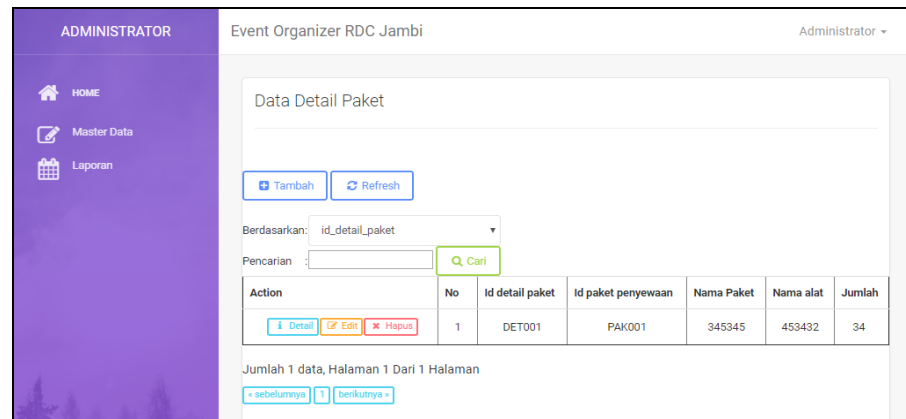 ADMINISTRATOR
Event Organizer RDC Jambi
Administrator
HOME
Master Data
Laporan
Data Detail Paket
Tambah Refresh
Berdasarkan: id_detail_paket
Pencarian : Cari
Action No Id detail paket Id paket penyewaan Nama Paket Nama alat Jumlah
Detail Edit Hapus 1 DET001 PAK001 345345 453432 34
Jumlah 1 data, Halaman 1 Dari 1 Halaman
« sebelumnya 1 berikutnya »